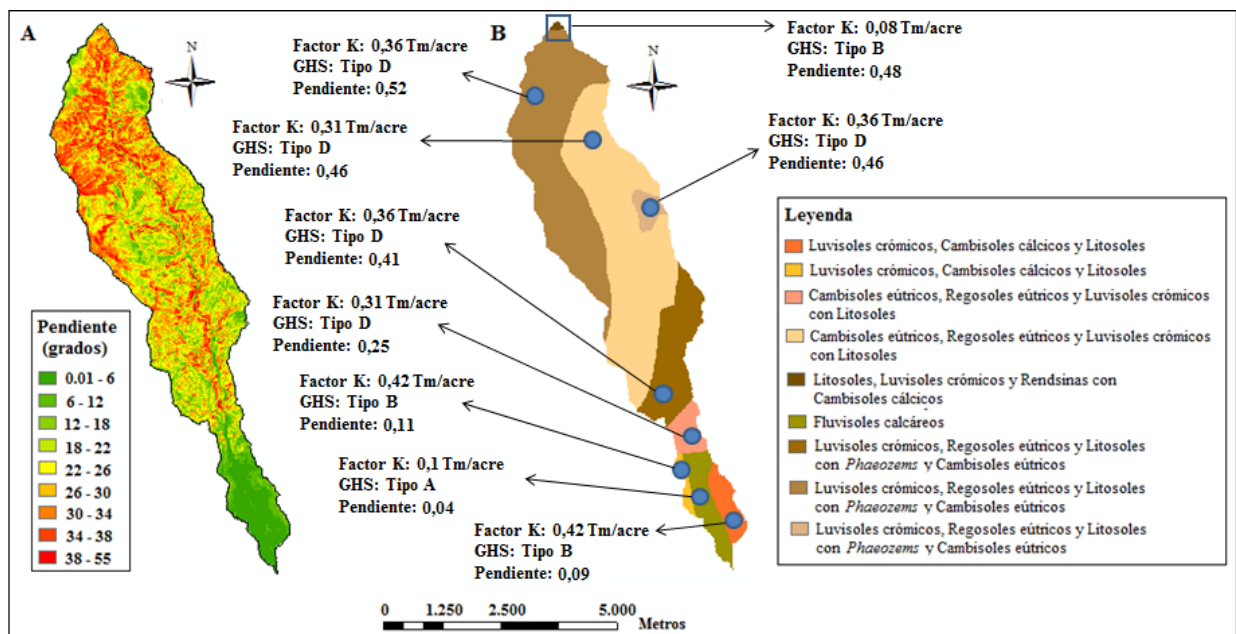 A
N
Pendiente
(grados)
0.01 - 6
6 - 12
12 - 18
18 - 22
22 - 26
26 - 30
30 - 34
34 - 38
38 - 55
B
N
Factor K: 0,36 Tm/acre
GHS: Tipo D
Pendiente: 0,52
Factor K: 0,31 Tm/acre
GHS: Tipo D
Pendiente: 0,46
Factor K: 0,36 Tm/acre
GHS: Tipo D
Pendiente: 0,41
Factor K: 0,31 Tm/acre
GHS: Tipo D
Pendiente: 0,25
Factor K: 0,42 Tm/acre
GHS: Tipo B
Pendiente: 0,11
Factor K: 0,1 Tm/acre
GHS: Tipo A
Pendiente: 0,04
Factor K: 0,42 Tm/acre
GHS: Tipo B
Pendiente: 0,09
Factor K: 0,08 Tm/acre
GHS: Tipo B
Pendiente: 0,48
Factor K: 0,36 Tm/acre
GHS: Tipo D
Pendiente: 0,46
Leyenda
Luvisoles crómicos, Cambisoles cálcicos y Litosoles
Luvisoles crómicos, Cambisoles cálcicos y Litosoles
Cambisoles eútricos, Regosoles eútricos y Luvisoles crómicos
con Litosoles
Cambisoles eútricos, Regosoles eútricos y Luvisoles crómicos
con Litosoles
Litosoles, Luvisoles crómicos y Rendsinas con
Cambisoles cálcicos
Fluvisoles calcáreos
Luvisoles crómicos, Regosoles eútricos y Litosoles
con Phaeozems y Cambisoles eútricos
Luvisoles crómicos, Regosoles eútricos y Litosoles
con Phaeozems y Cambisoles eútricos
Luvisoles crómicos, Regosoles eútricos y Litosoles
con Phaeozems y Cambisoles eútricos
0 1.250 2.500 5.000
Metros